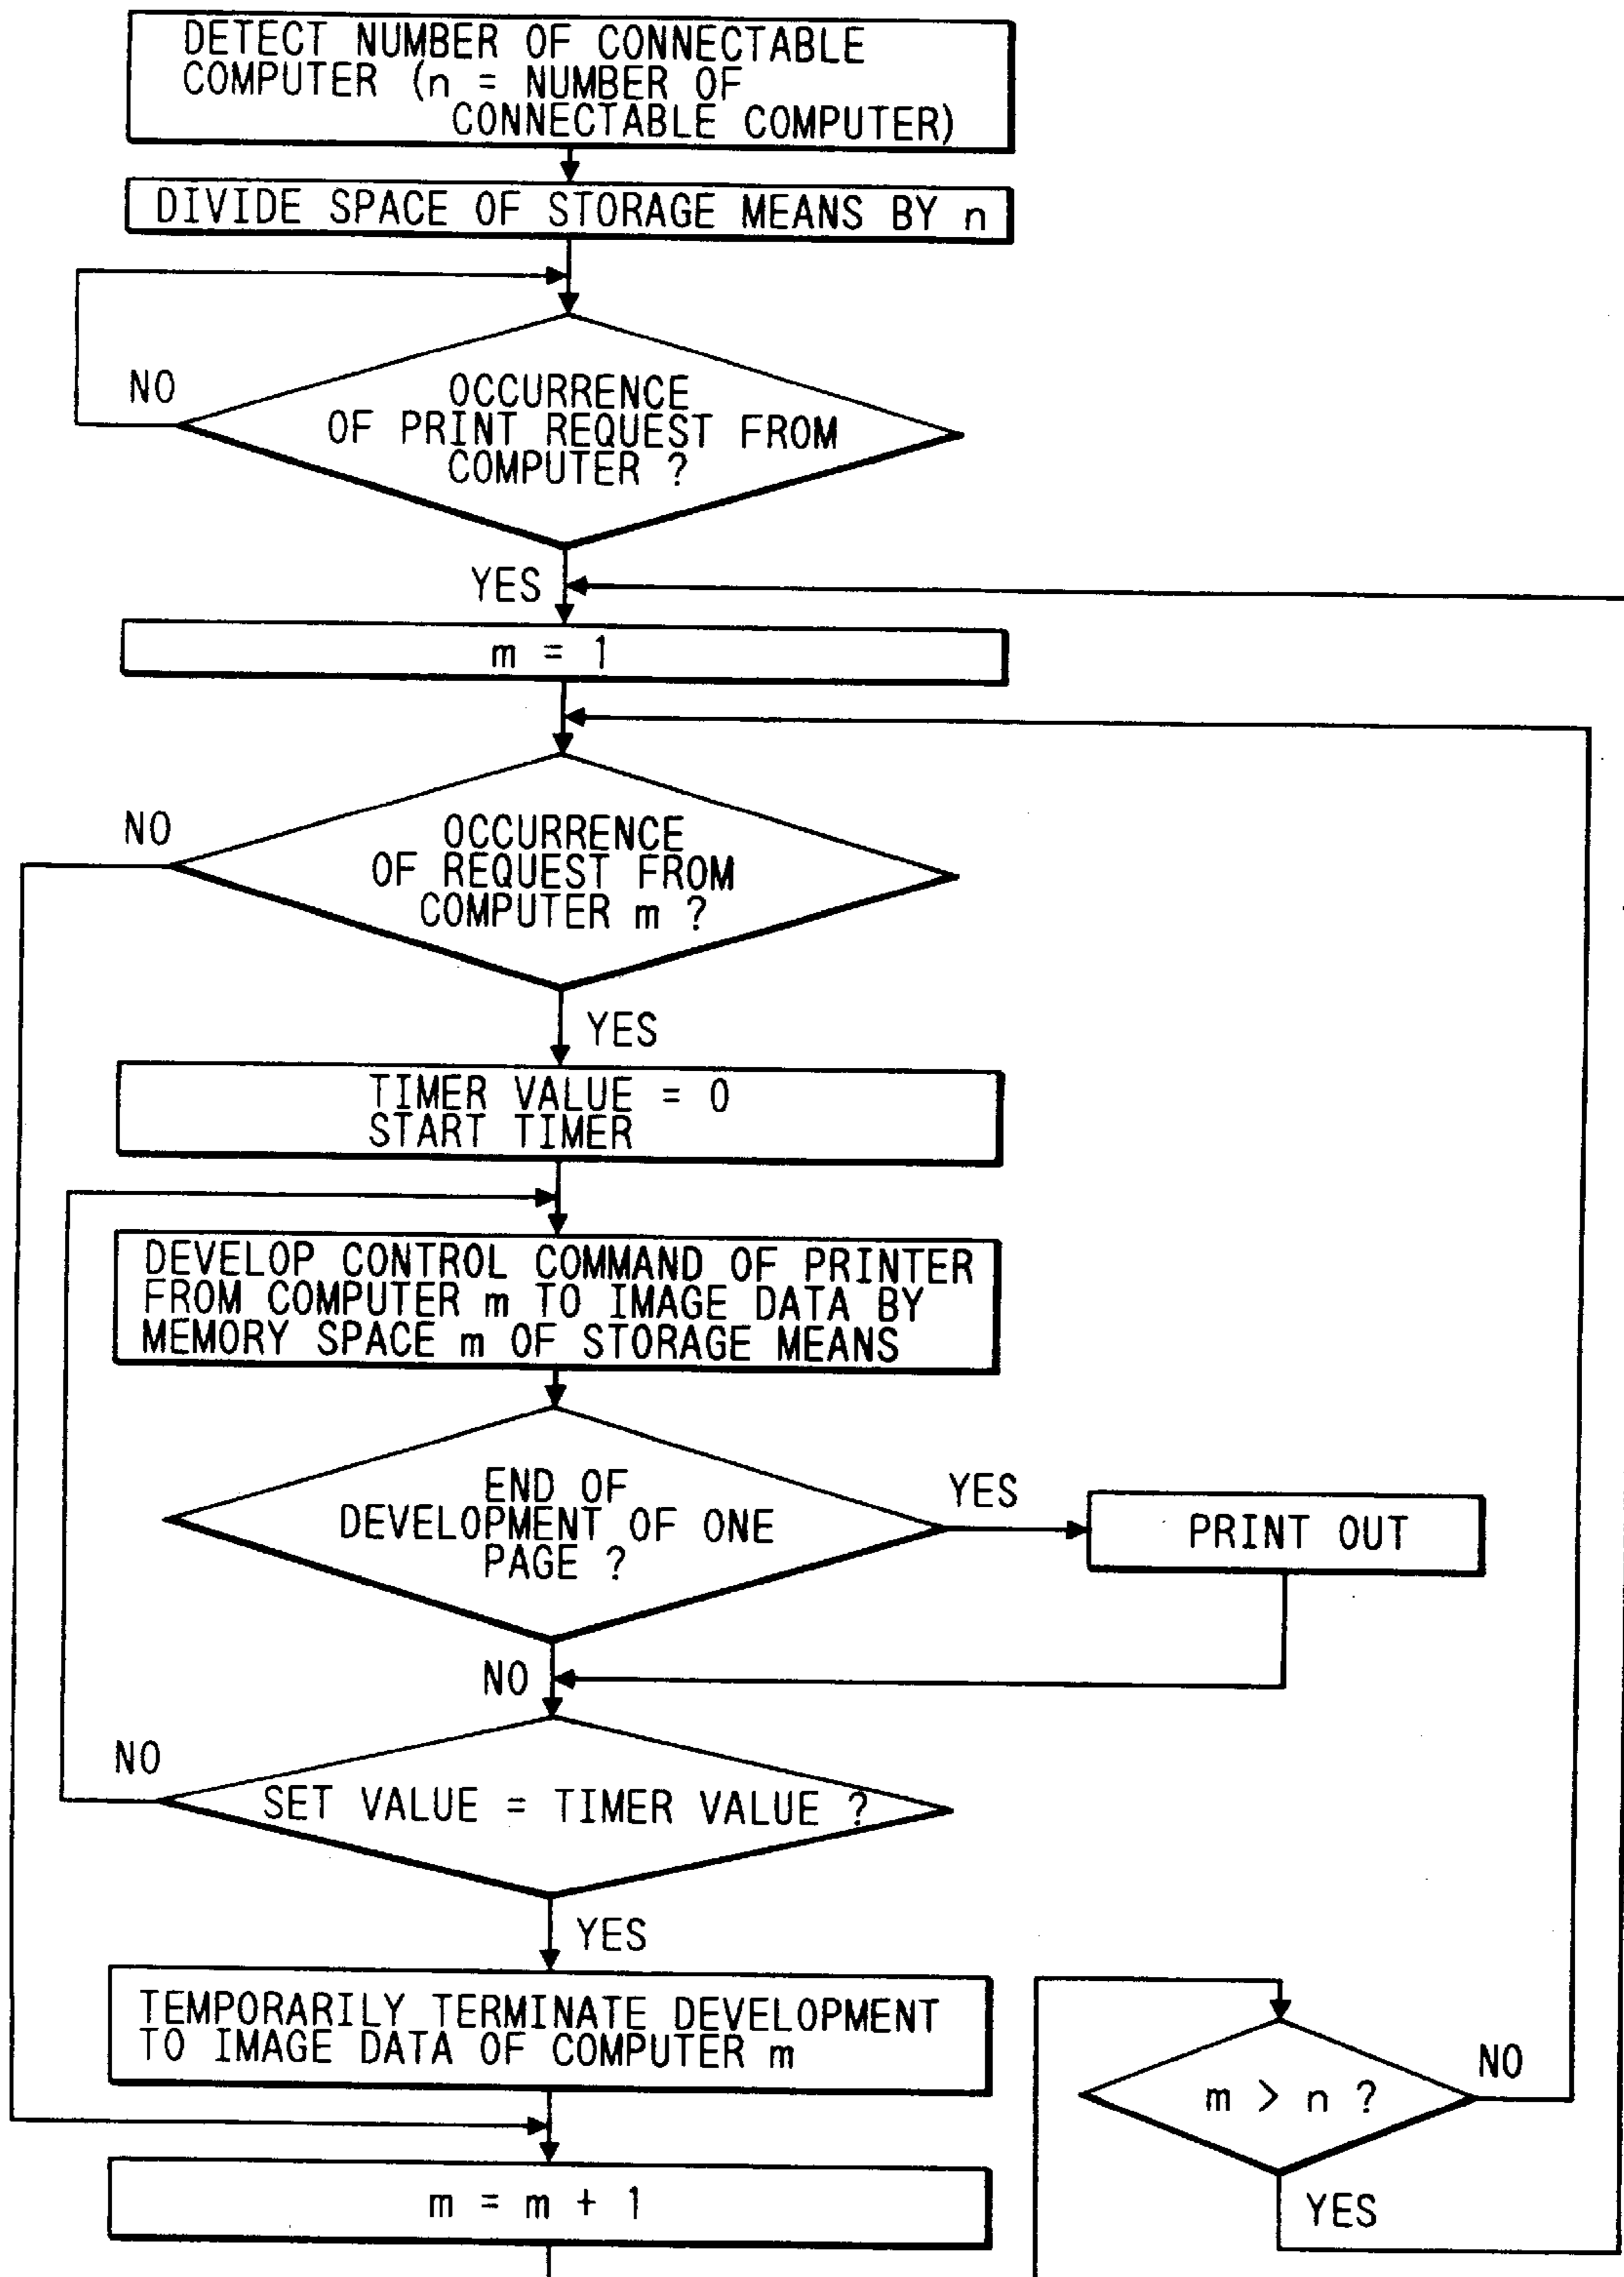 DETECT NUMBER OF CONNECTABLE
COMPUTER (n = NUMBER OF
CONNECTABLE COMPUTER)
DIVIDE SPACE OF STORAGE MEANS BY n
NO
OCCURRENCE
OF PRINT REQUEST FROM
COMPUTER ?
YES
m = 1
NO
OCCURRENCE
OF REQUEST FROM
COMPUTER m ?
YES
TIMER VALUE = 0
START TIMER
DEVELOP CONTROL COMMAND OF PRINTER
FROM COMPUTER m TO IMAGE DATA BY
MEMORY SPACE m OF STORAGE MEANS
END OF
DEVELOPMENT OF ONE
PAGE ?
YES
PRINT OUT
NO
NO
SET VALUE = TIMER VALUE ?
YES
TEMPORARILY TERMINATE DEVELOPMENT
TO IMAGE DATA OF COMPUTER m
m = m + 1
m > n ?
NO
YES